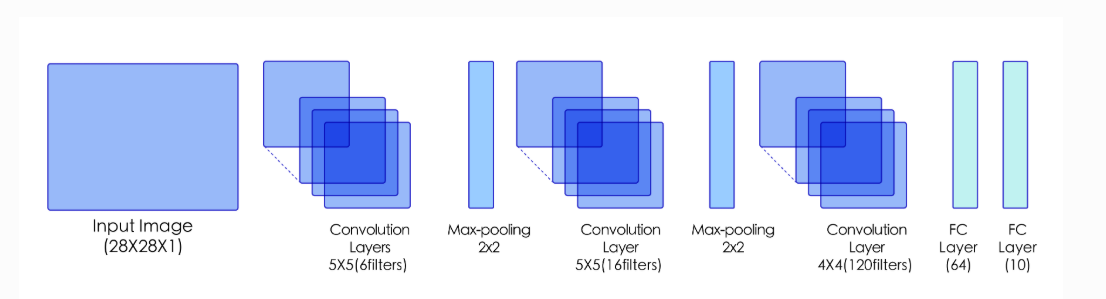 Input Image
(28X28X1)
Convolution
Layers
5X5(6filters)
Max-pooling
2x2
Convolution
Layer
5X5(16filters)
Max-pooling
2x2
Convolution
Layer
4X4(120filters)
FC
Layer
(64)
FC
Layer
(10)